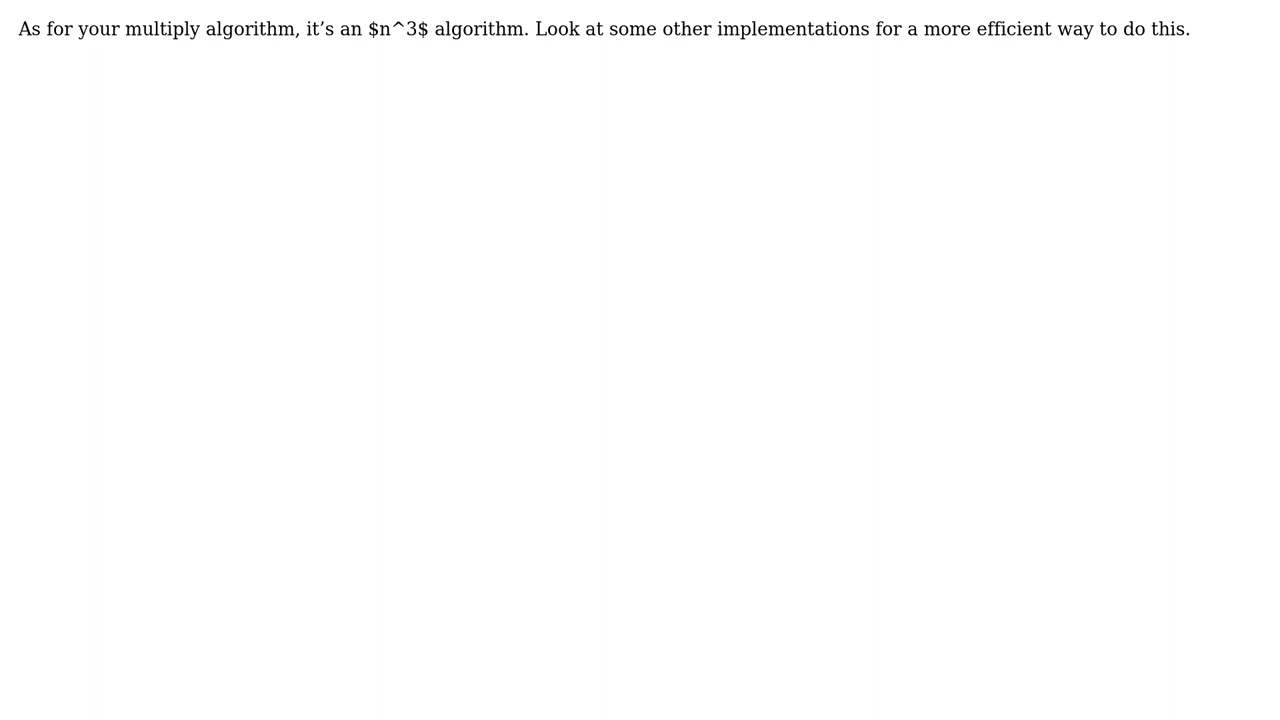 As for your multiply algorithm, it’s an $n^3$ algorithm. Look at some other implementations for a more efficient way to do this.